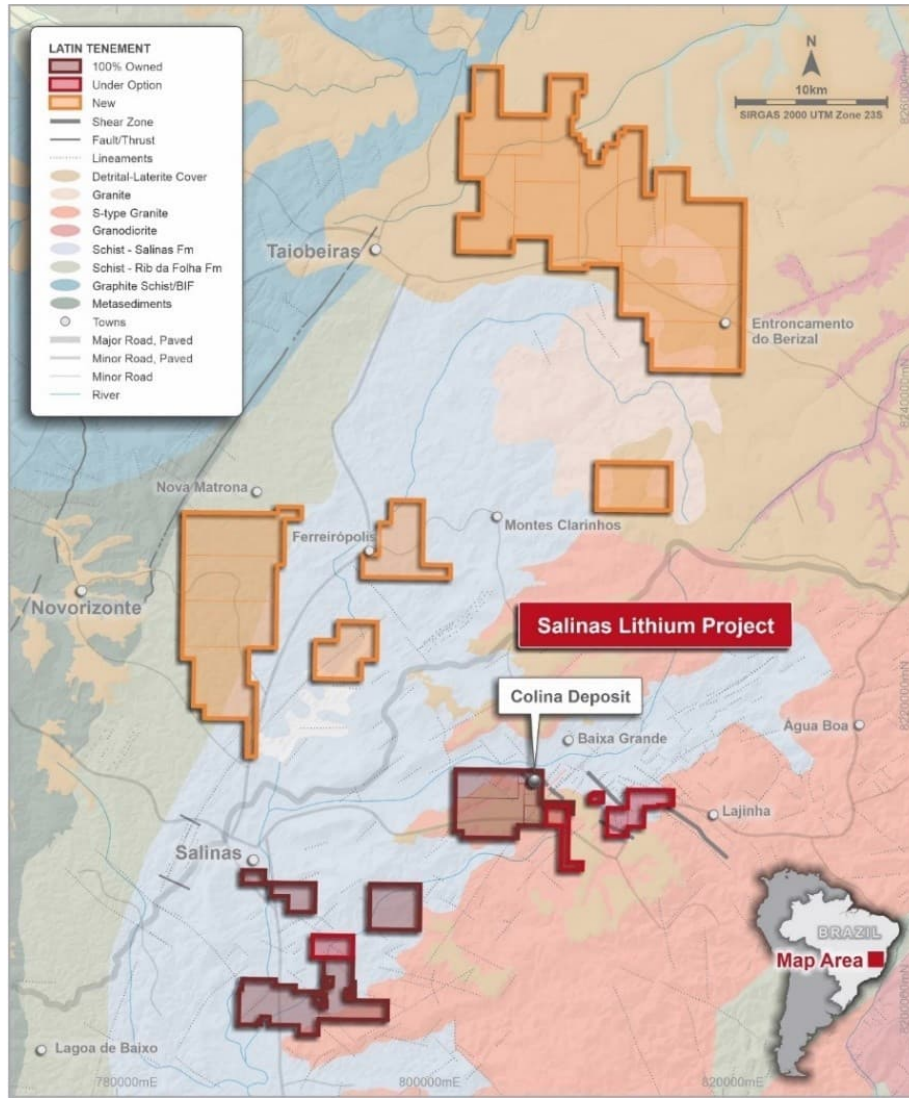 LATIN TENEMENT
100% Owned
Under Option
New
Shear Zone
Fault/Thrust
Lineaments
Detrital-Laterite Cover
Granite
S-type Granite
Granodiorite
Schist - Salinas Fm
Schist - Rib da Folha Fm
Graphite Schist/BIF
Metasediments
Towns
Major Road, Paved
Minor Road, Paved
Minor Road
River
N
10km
SIRGAS 2000 UTM Zone 23S
8260000mN
Taiobeiras
Entroncamento
do Berizal
8240000mN
Nova Matrona
Ferreirópolis
Montes Clarinhos
Novorizonte
Salinas Lithium Project
Colina Deposit
Baixa Grande
Água Boa
8220000mN
Lajinha
Salinas
BRAZIL
Map Area
8200000mN
Lagoa de Baixo
780000mE
800000mE
820000mE